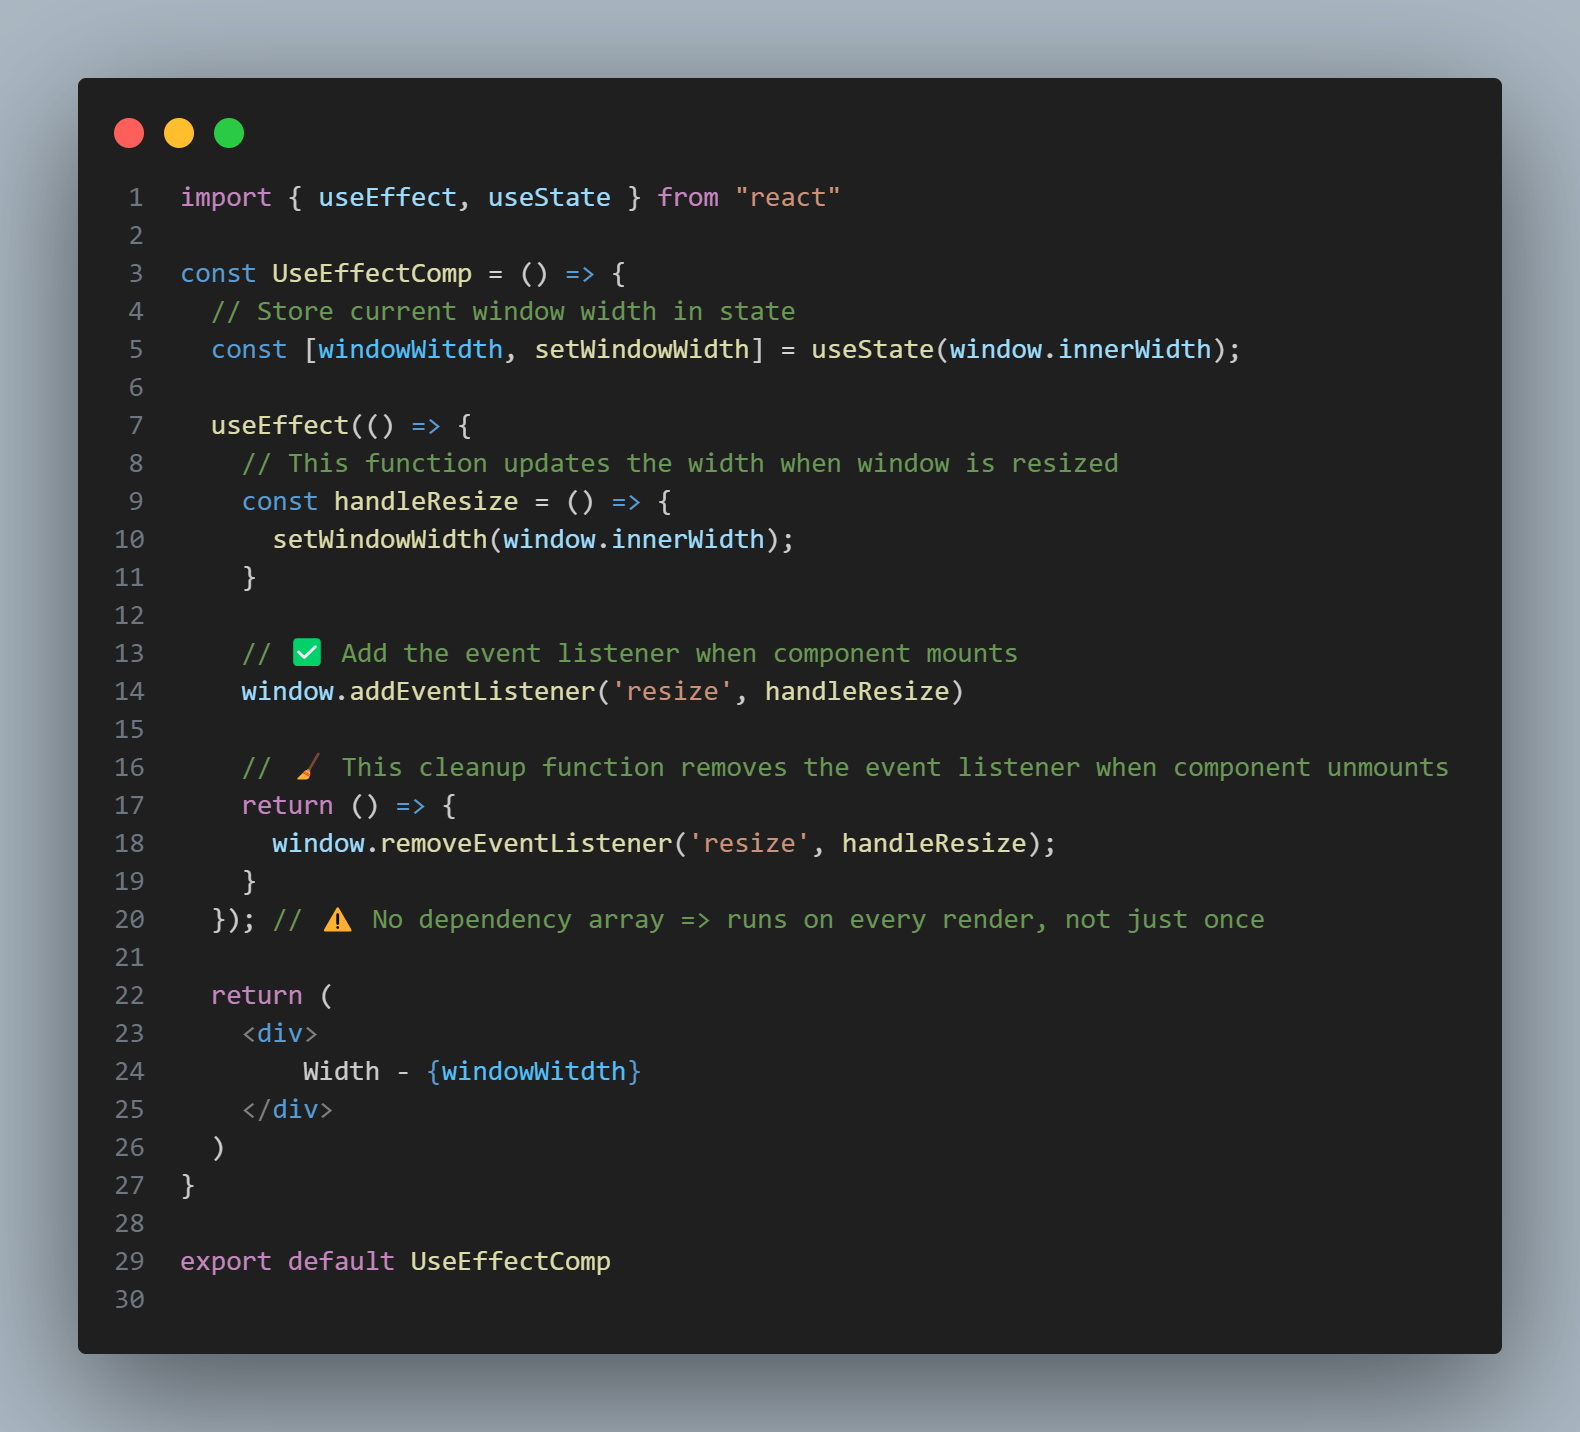 1 import { useEffect, useState } from "react"
2
3 const UseEffectComp = () => {
4   // Store current window width in state
5   const [windowWitdth, setWindowWidth] = useState(window.innerWidth);
6
7   useEffect(() => {
8     // This function updates the width when window is resized
9     const handleResize = () => {
10       setWindowWidth(window.innerWidth);
11     }
12
13     // ✅ Add the event listener when component mounts
14     window.addEventListener('resize', handleResize)
15
16     // 🧹 This cleanup function removes the event listener when component unmounts
17     return () => {
18       window.removeEventListener('resize', handleResize);
19     }
20   }); // ⚠️ No dependency array => runs on every render, not just once
21
22   return (
23     <div>
24         Width - {windowWitdth}
25     </div>
26   )
27 }
28
29 export default UseEffectComp
30